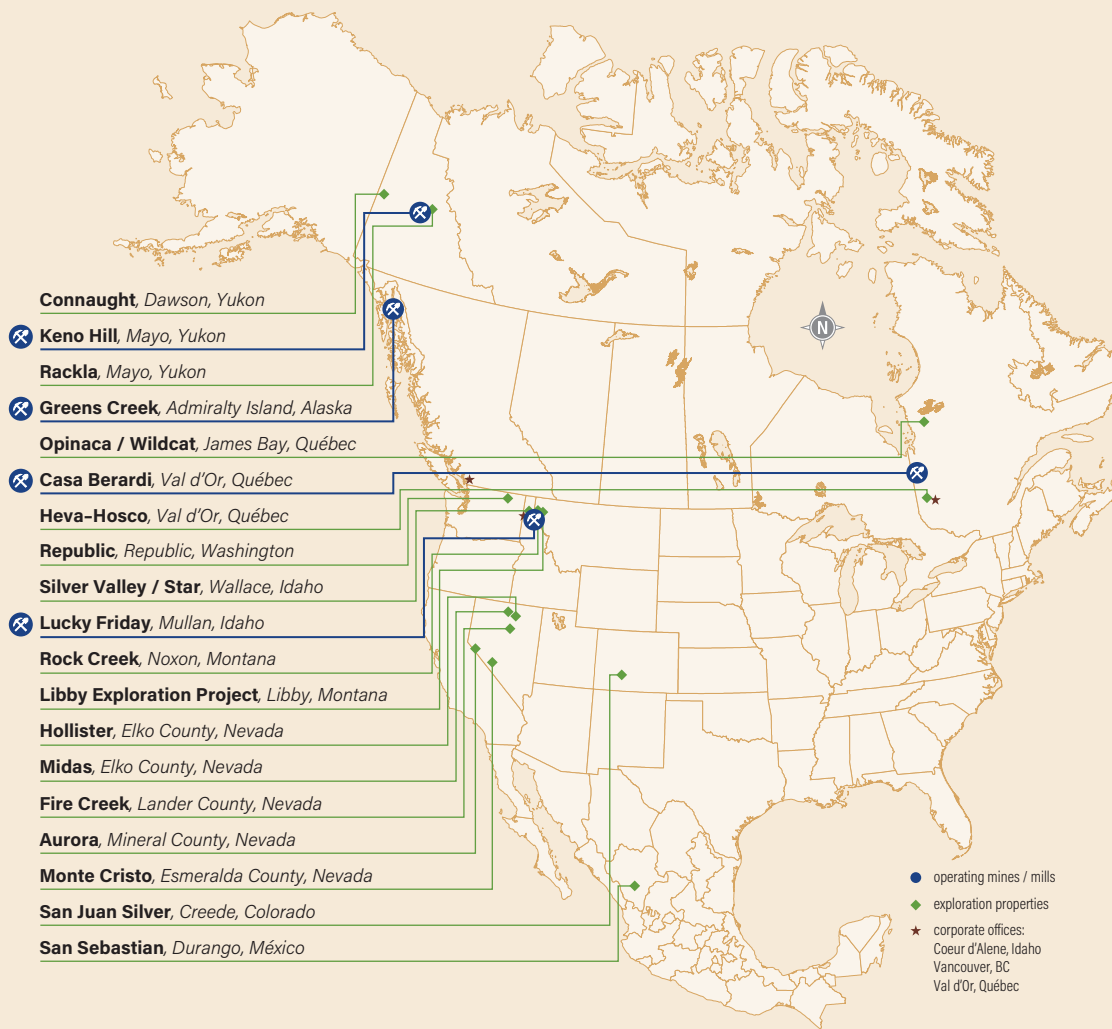 Connaught, Dawson, Yukon
Keno Hill, Mayo, Yukon
Rackla, Mayo, Yukon
Greens Creek, Admiralty Island, Alaska
Opinaca / Wildcat, James Bay, Québec
Casa Berardi, Val d'Or, Québec
Heva-Hosco, Val d'Or, Québec
Republic, Republic, Washington
Silver Valley / Star, Wallace, Idaho
Lucky Friday, Mullan, Idaho
Rock Creek, Noxon, Montana
Libby Exploration Project, Libby, Montana
Hollister, Elko County, Nevada
Midas, Elko County, Nevada
Fire Creek, Lander County, Nevada
Aurora, Mineral County, Nevada
Monte Cristo, Esmeralda County, Nevada
San Juan Silver, Creede, Colorado
San Sebastian, Durango, México
N
operating mines / mills
exploration properties
corporate offices:
Coeur d'Alene, Idaho
Vancouver, BC
Val d'Or, Québec